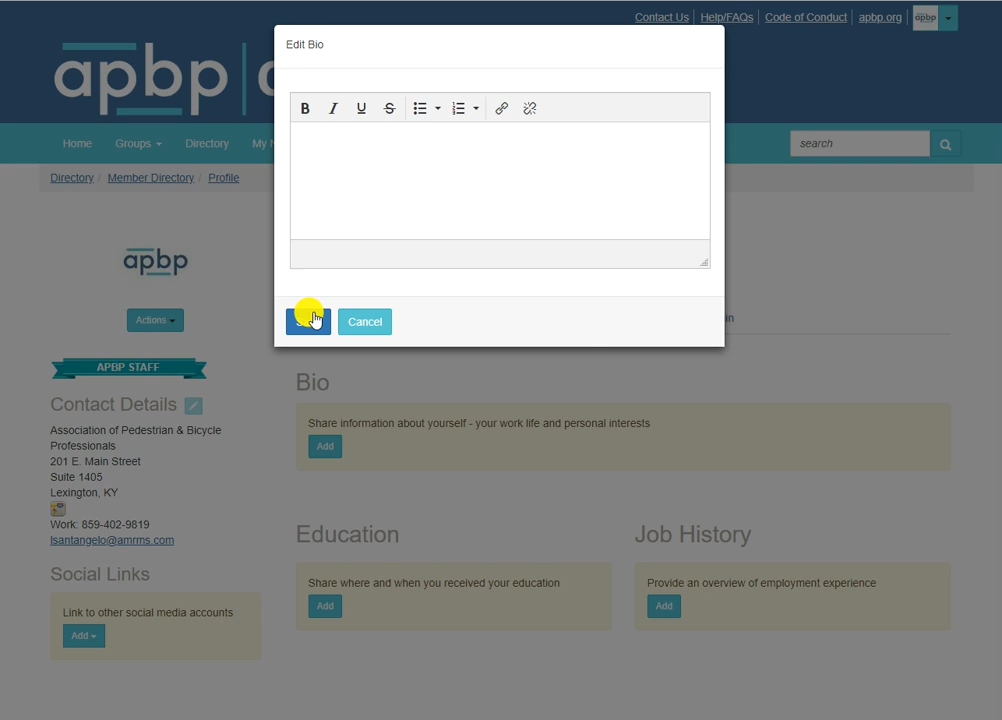 Contact Us Help/FAQs Code of Conduct apbp.org apbp
apbp
Edit Bio
B I U S
Home Groups Directory My
search
Directory / Member Directory / Profile
apbp
Actions
Cancel
in
APBP STAFF
Bio
Contact Details
Share information about yourself - your work life and personal interests
Add
Association of Pedestrian & Bicycle
Professionals
201 E. Main Street
Suite 1405
Lexington, KY
Work: 859-402-9819
lsantangelo@amrms.com
Education
Job History
Social Links
Share where and when you received your education
Provide an overview of employment experience
Add
Add
Link to other social media accounts
Add